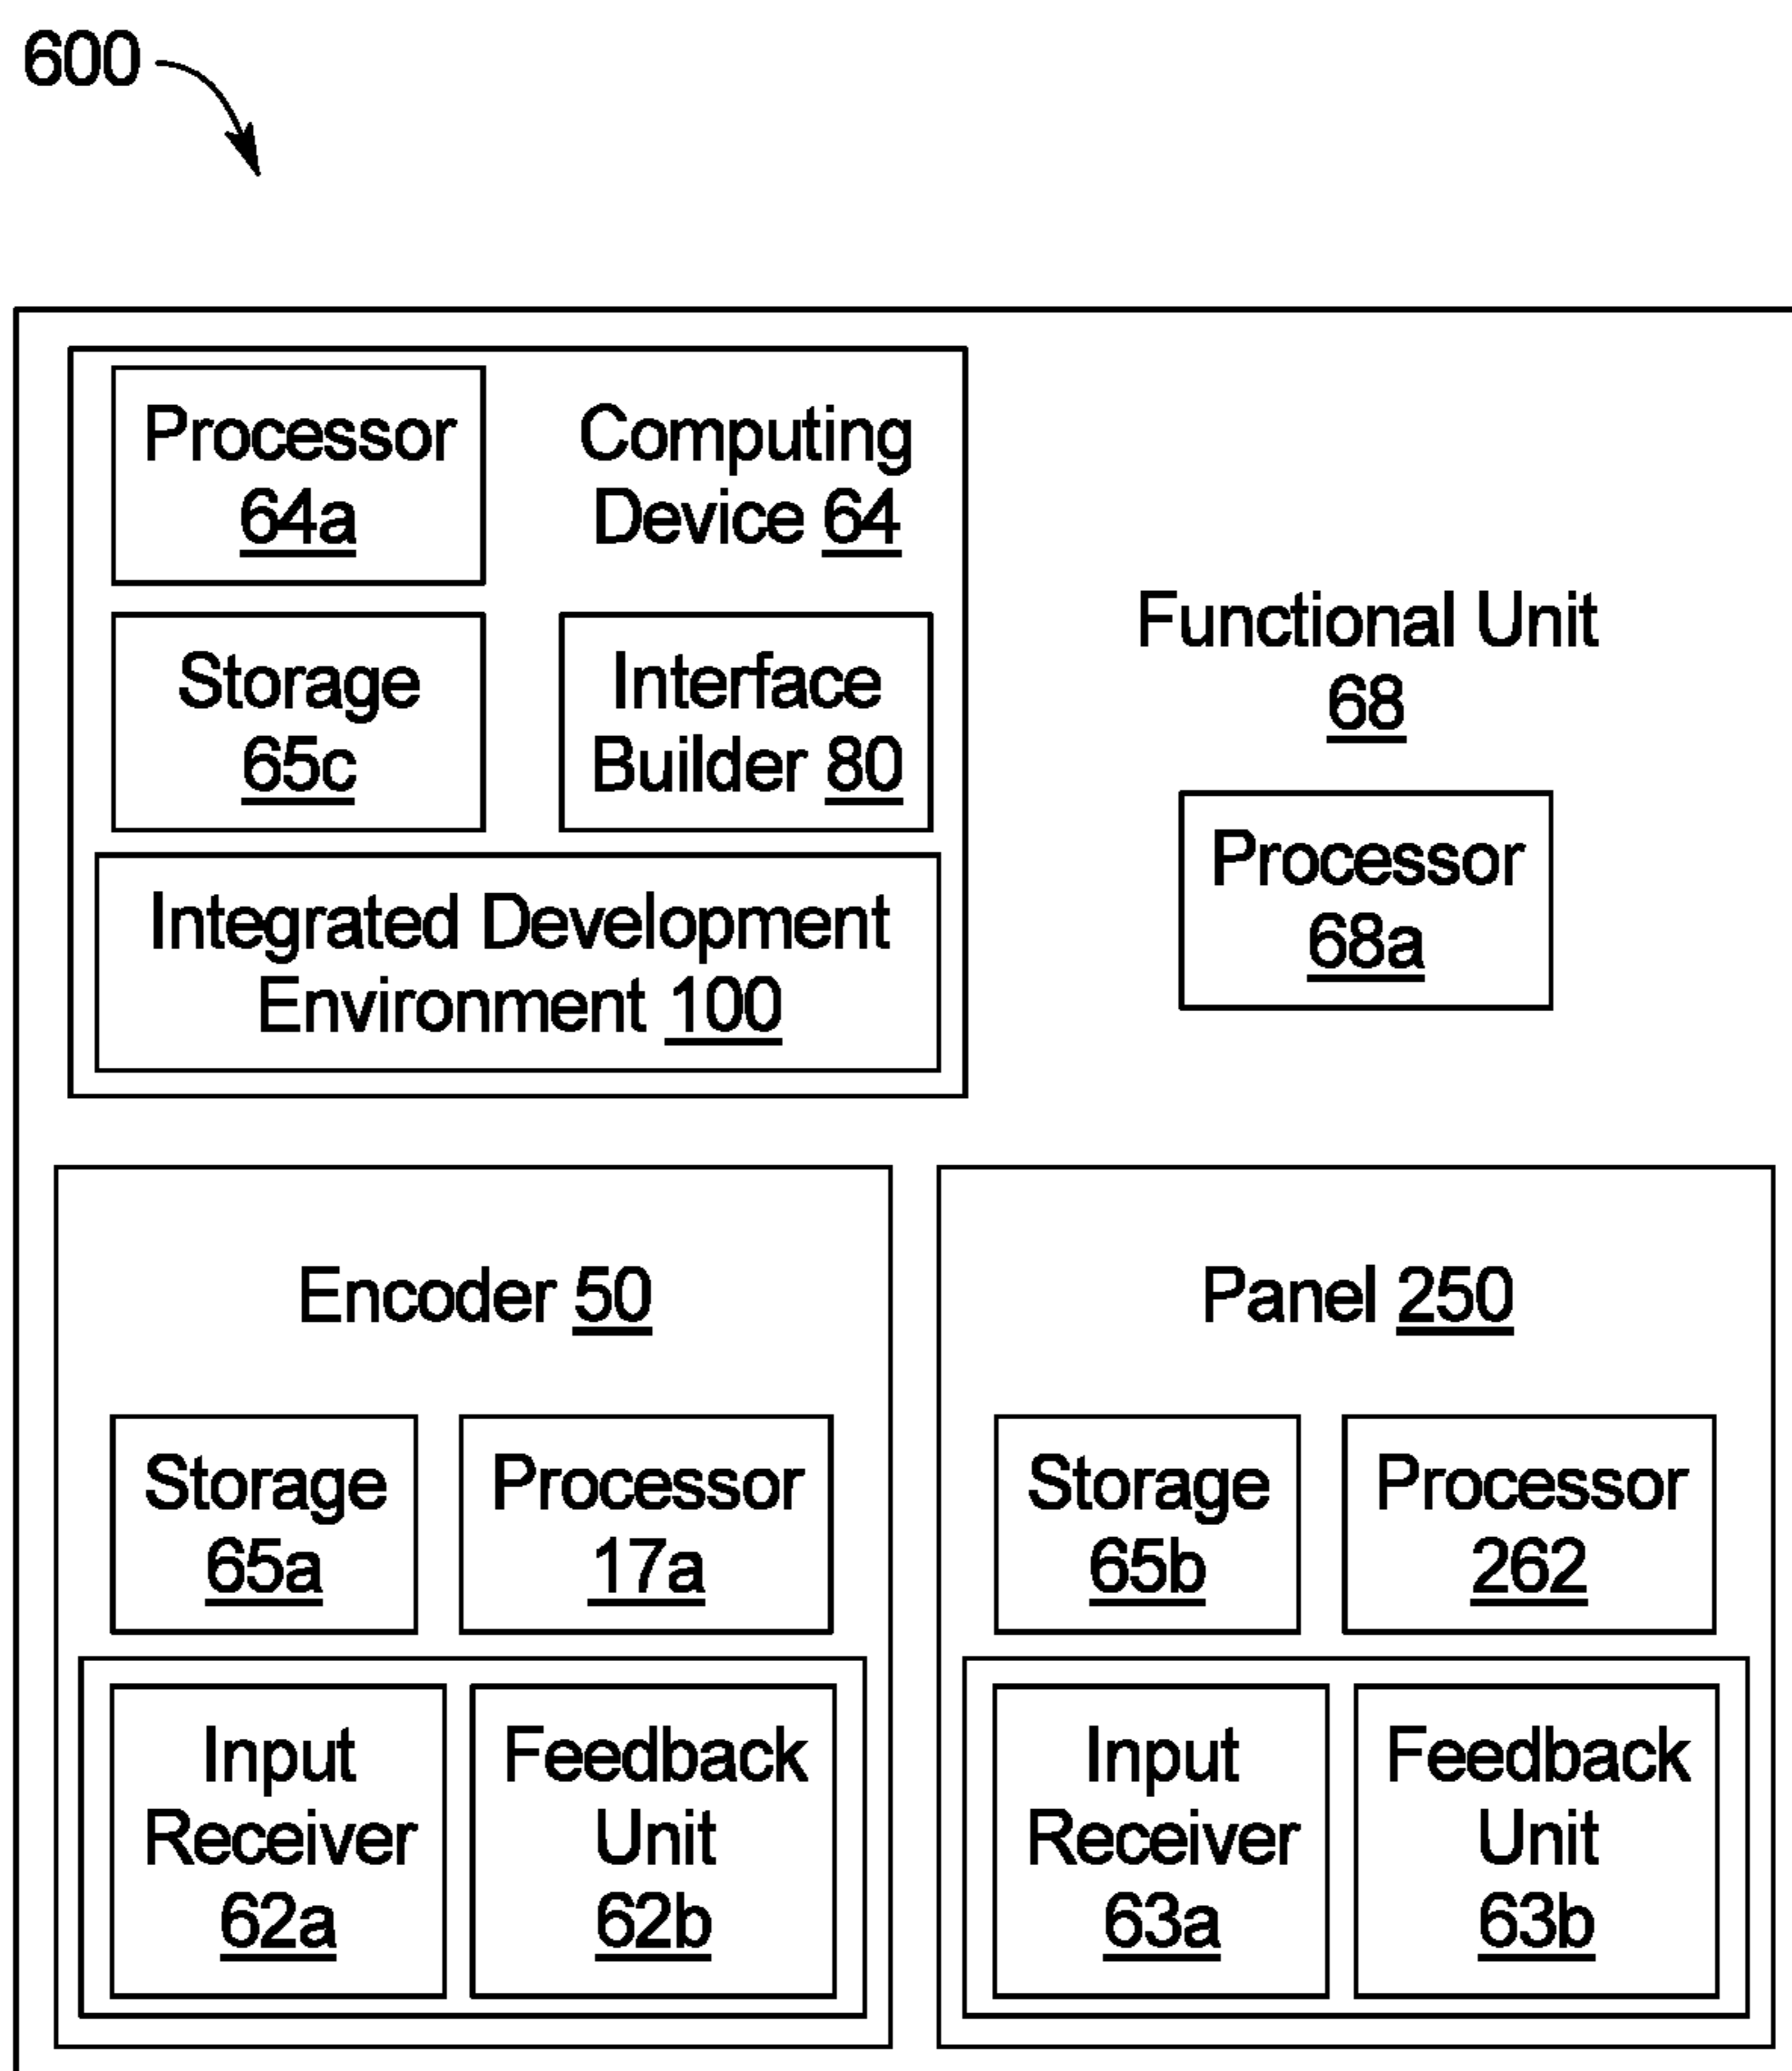 600
Processor
64a
Computing
Device 64
Storage
65c
Interface
Builder 80
Integrated Development
Environment 100
Functional Unit
68
Processor
68a
Encoder 50
Storage
65a
Processor
17a
Input
Receiver
62a
Feedback
Unit
62b
Panel 250
Storage
65b
Processor
262
Input
Receiver
63a
Feedback
Unit
63b